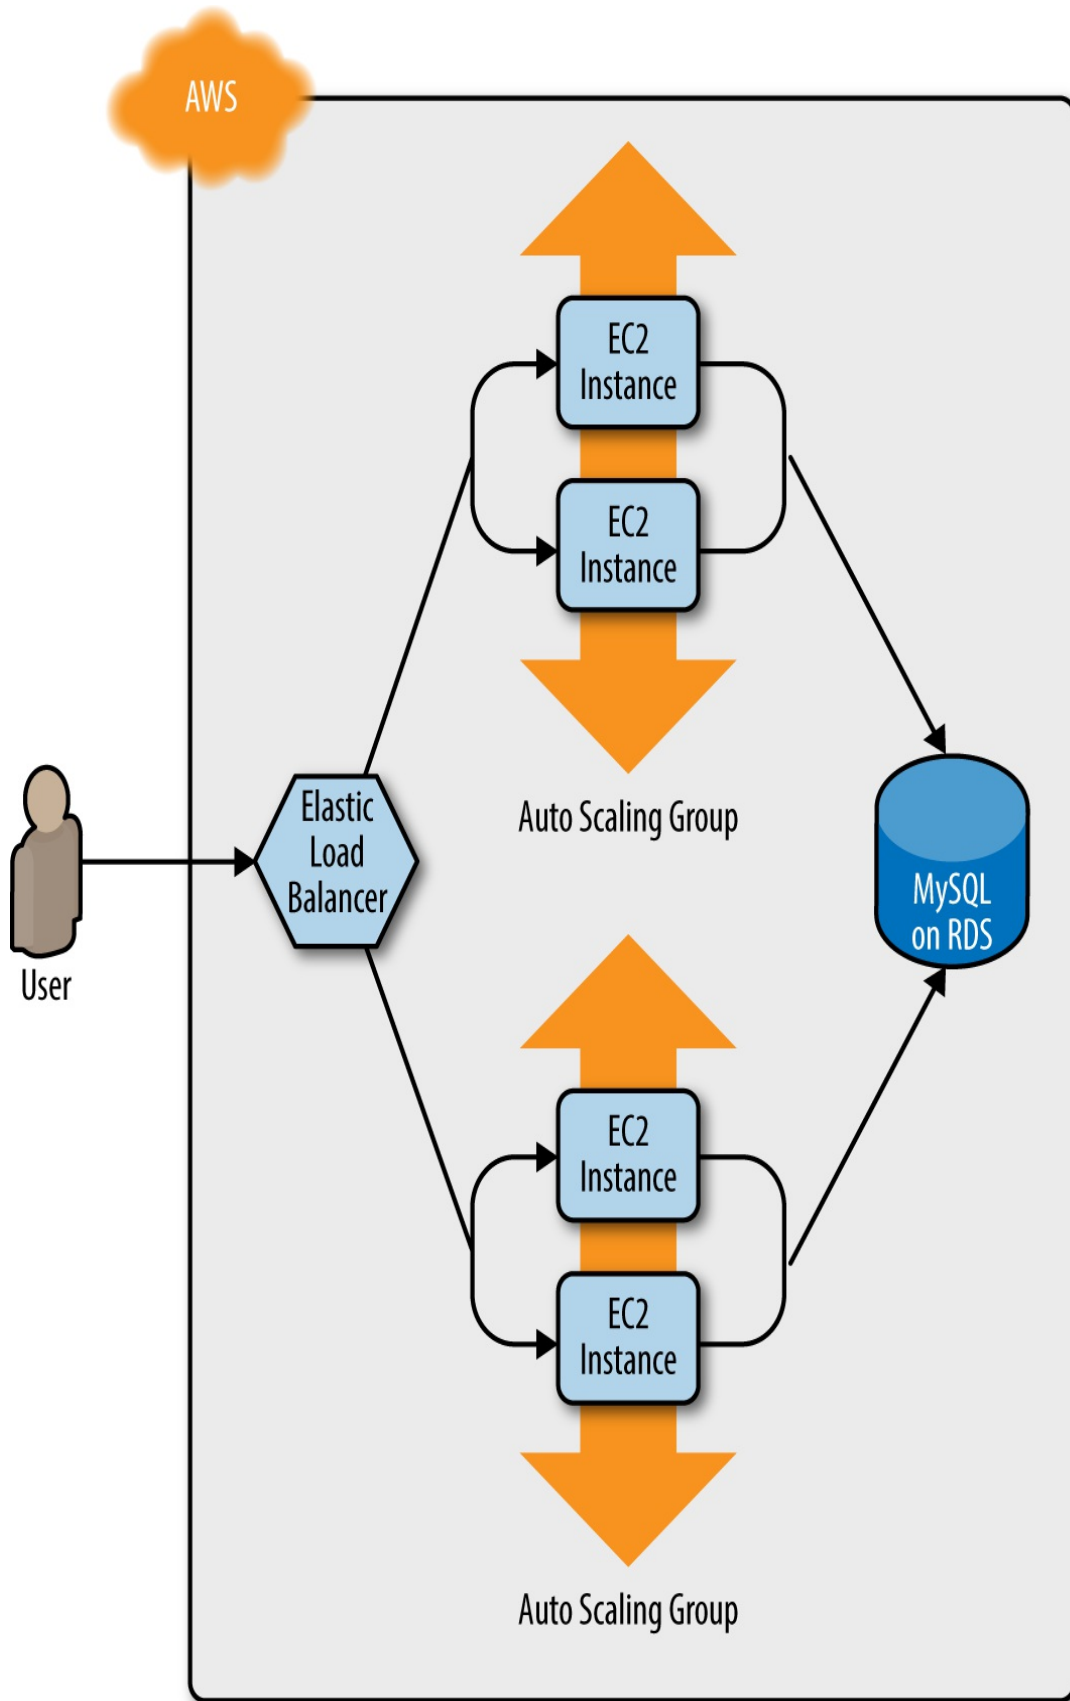 AWS
EC2
Instance
EC2
Instance
Auto Scaling Group
Elastic
Load
Balancer
User
MySQL
on RDS
EC2
Instance
EC2
Instance
Auto Scaling Group